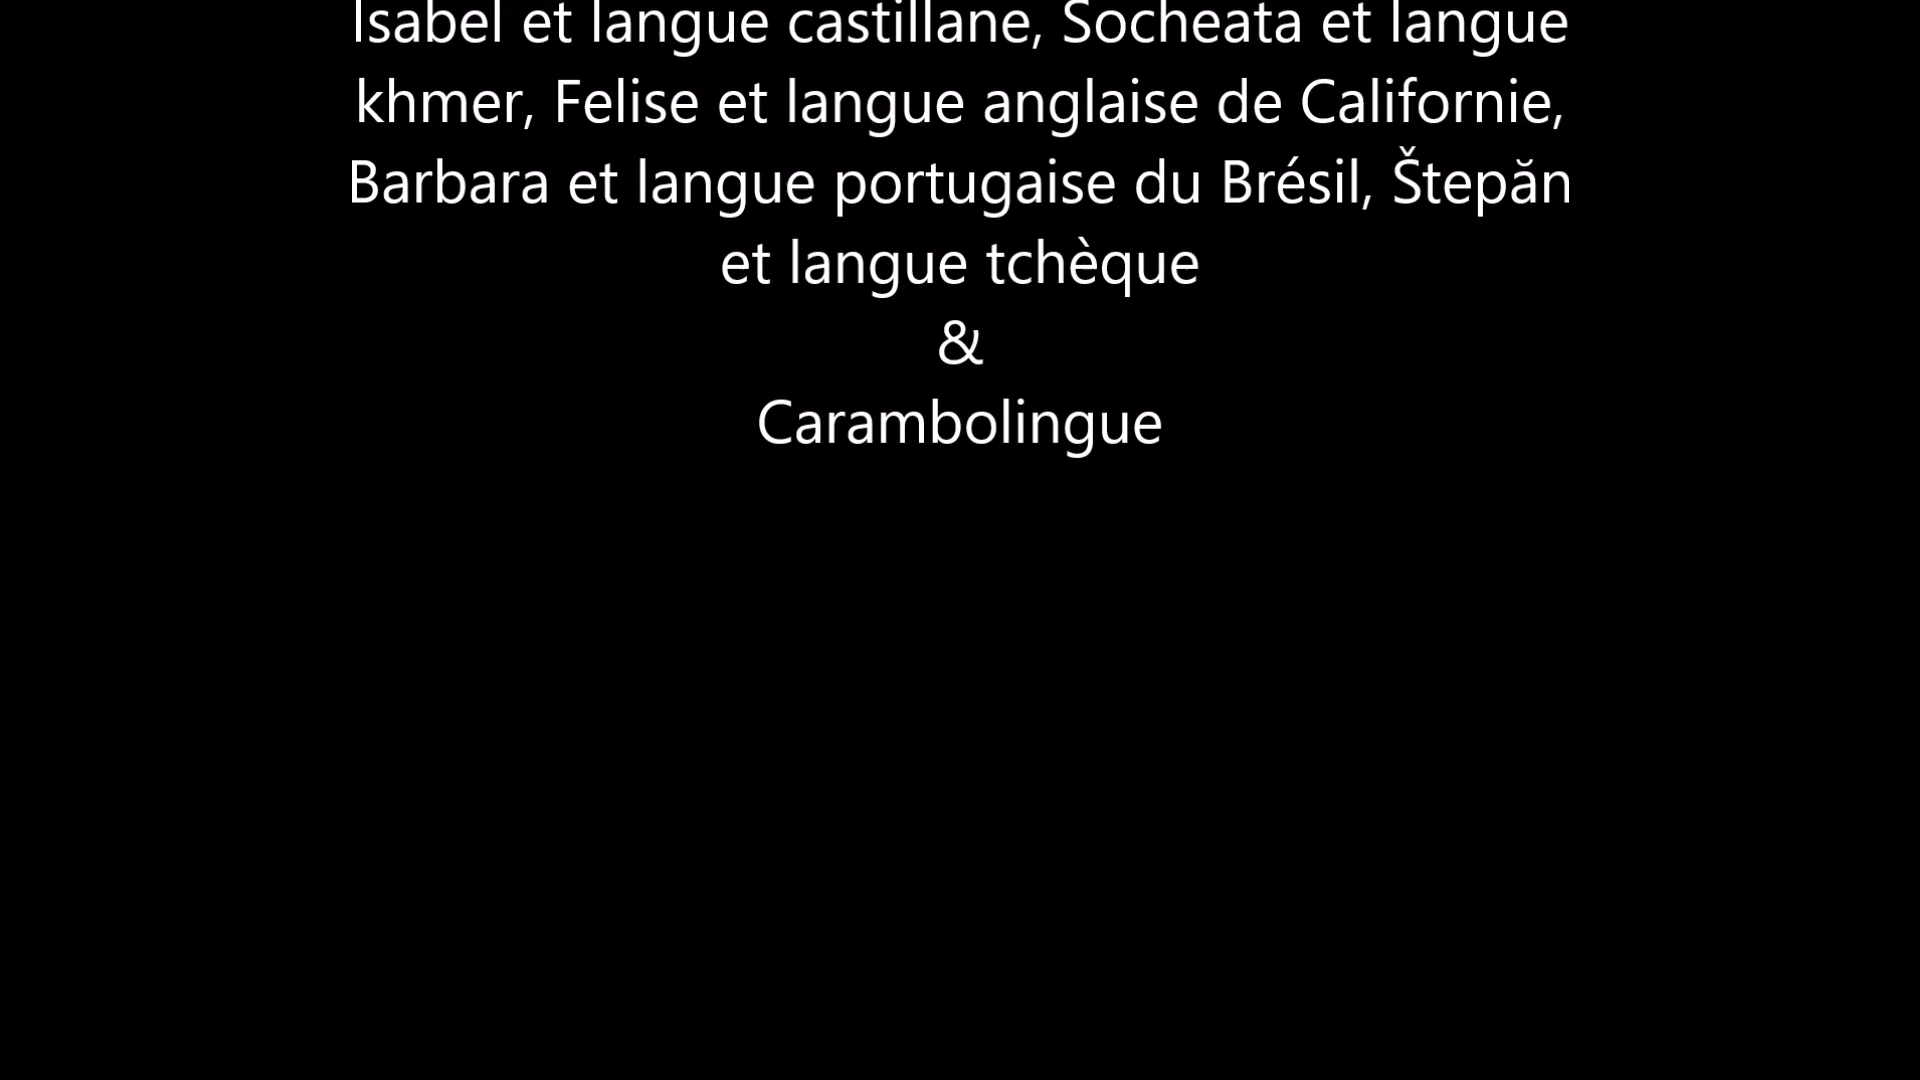 Isabel et langue castillane, Socheata et langue
khmer, Felise et langue anglaise de Californie,
Barbara et langue portugaise du Brésil, Štepăn
et langue tchèque
&
Carambolingue